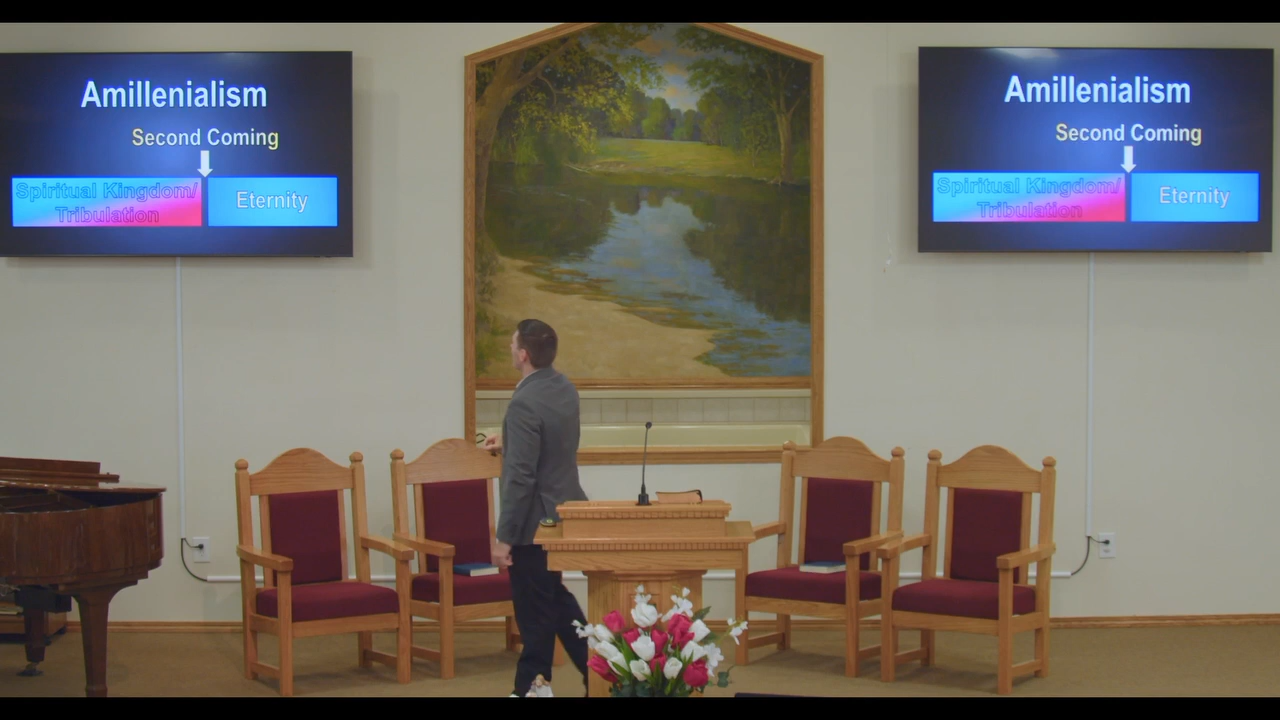 Amillenialism
Second Coming
Spiritual Kingdom/
Tribulation
Eternity
Amillenialism
Second Coming
Spiritual Kingdom/
Tribulation
Eternity